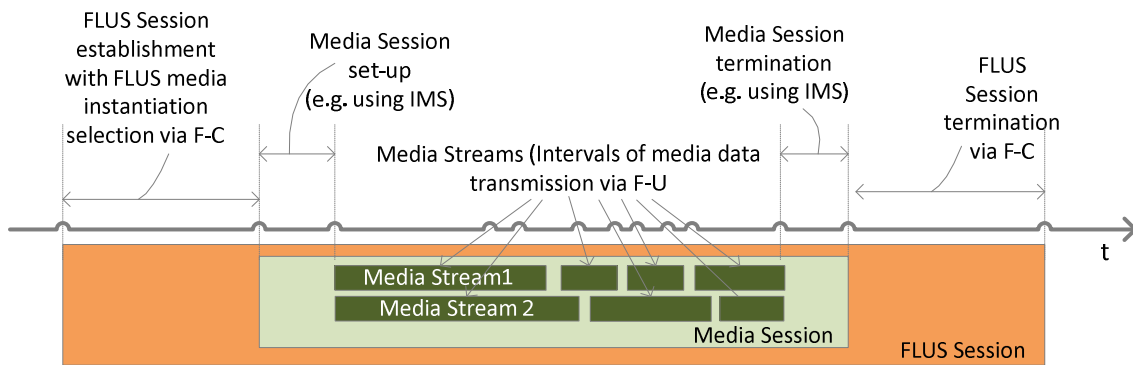 FLUS Session
establishment
with FLUS media
instantiation
selection via F-C
Media Session
set-up
(e.g. using IMS)
Media Session
termination
(e.g. using IMS)
FLUS
Session
termination
via F-C
Media Streams (Intervals of media data
transmission via F-U
t
Media Stream1
Media Stream 2
Media Session
FLUS Session